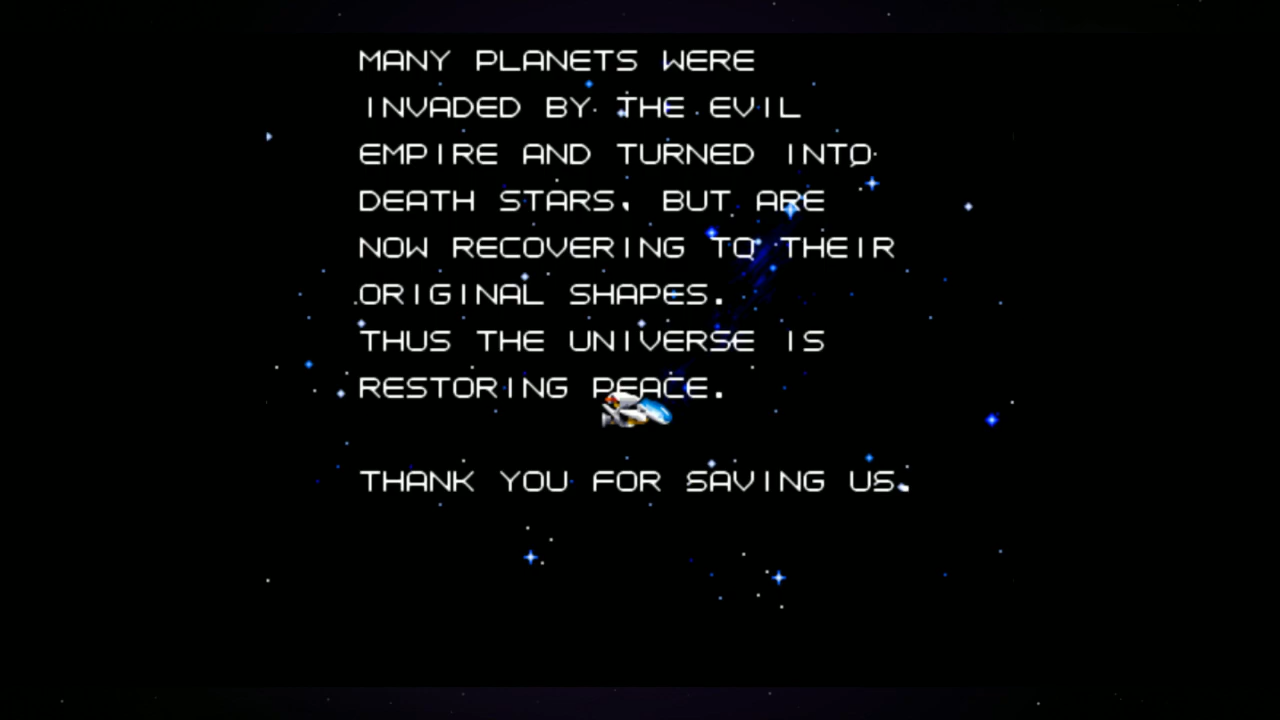 MANY PLANETS WERE
INVADED BY THE EVIL
EMPIRE AND TURNED INTO
DEATH STARS, BUT ARE
NOW RECOVERING TO THEIR
ORIGINAL SHAPES.
THUS THE UNIVERSE IS
RESTORING PEACE.
THANK YOU FOR SAVING US.